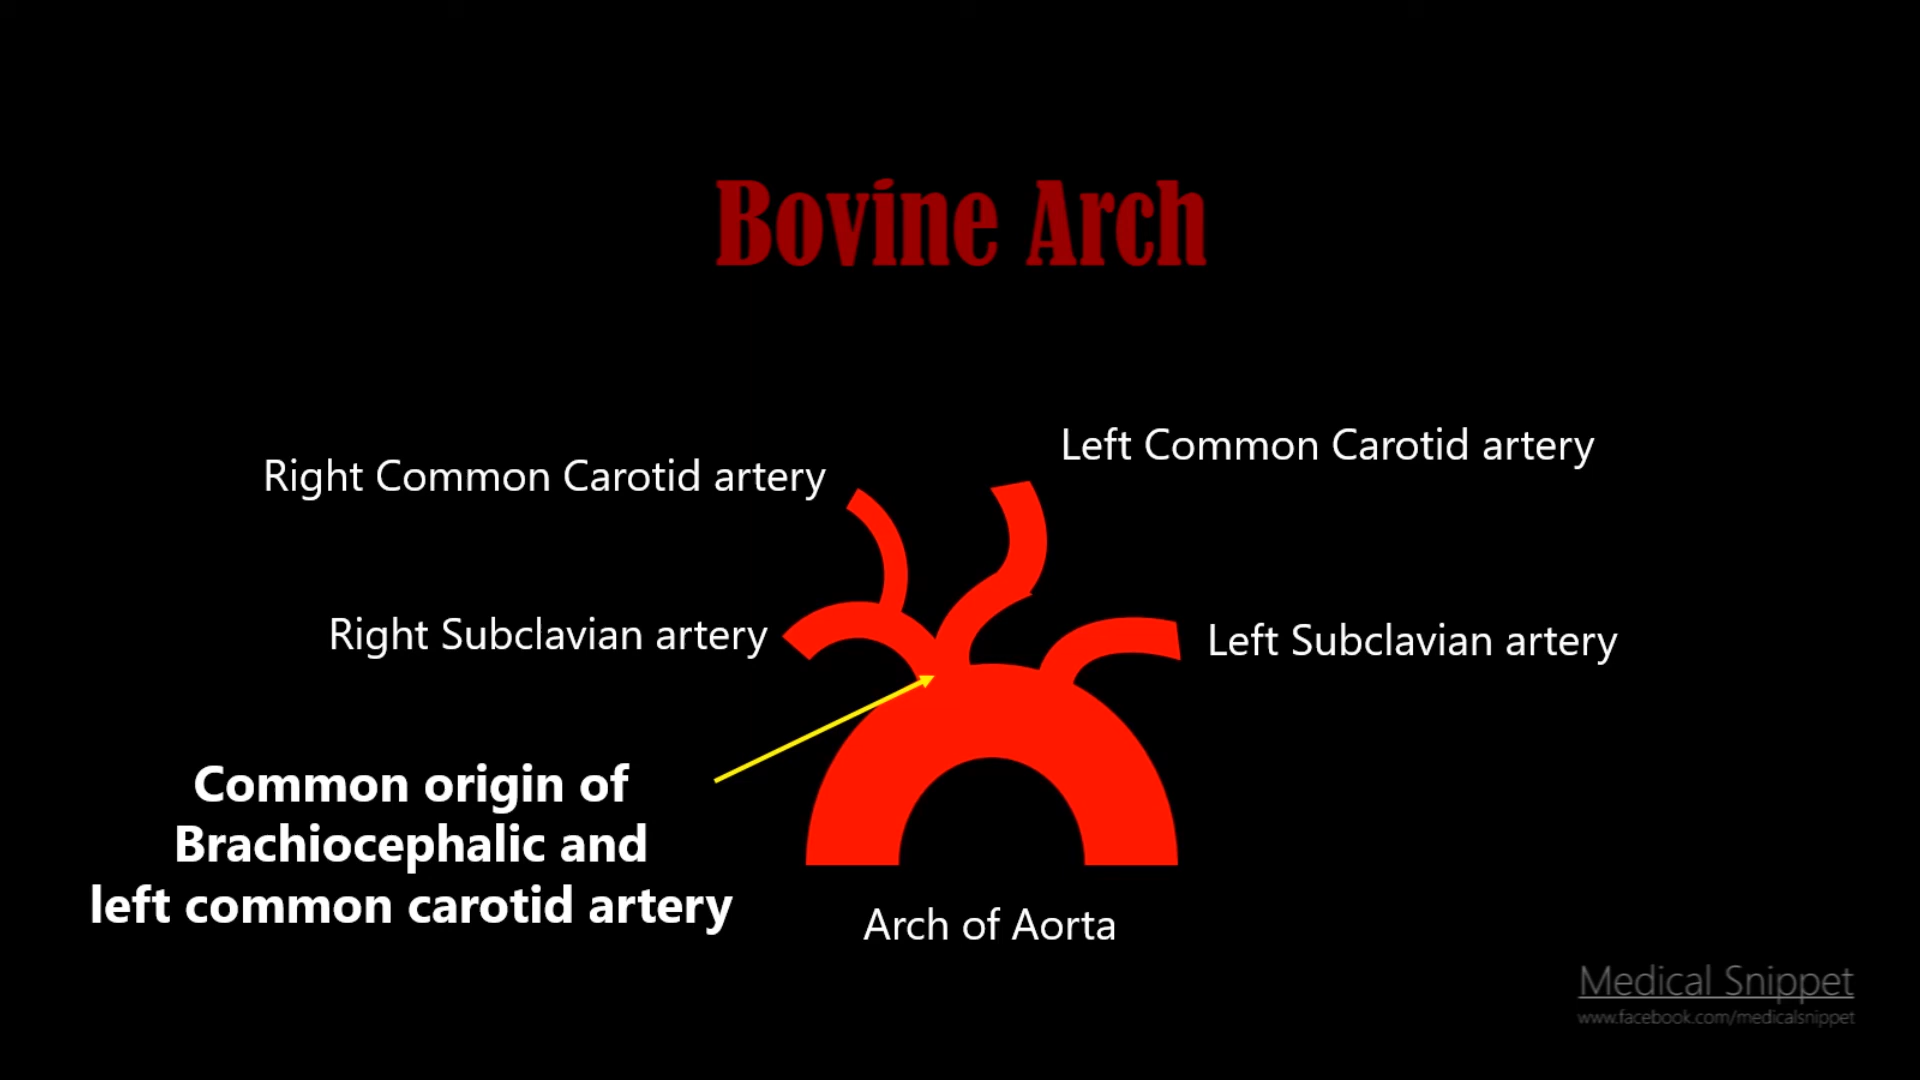 Bovine Arch
Left Common Carotid artery
Right Common Carotid artery
Right Subclavian artery
Left Subclavian artery
Common origin of
Brachiocephalic and
left common carotid artery
Arch of Aorta
Medical Snippet
www.facebook.com/medicalsnippet